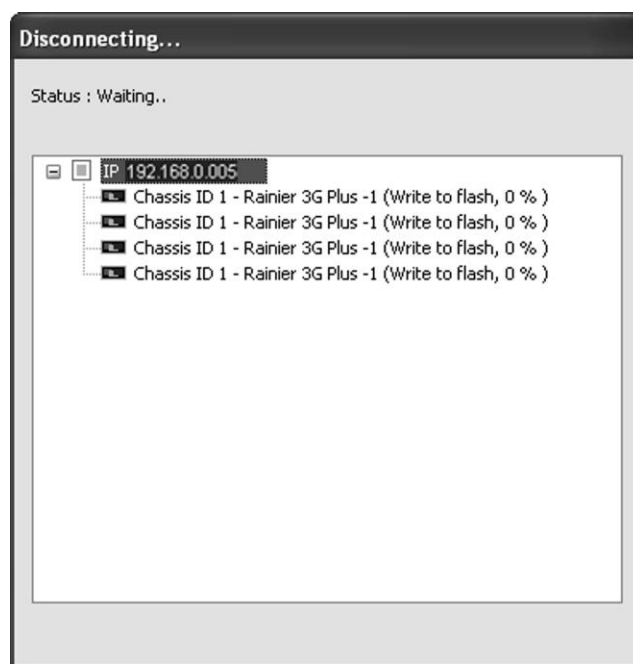 Disconnecting...
Status : Waiting..
IP 192.168.0.005
Chassis ID 1 - Rainier 3G Plus -1 (Write to flash, 0 % )
Chassis ID 1 - Rainier 3G Plus -1 (Write to flash, 0 % )
Chassis ID 1 - Rainier 3G Plus -1 (Write to flash, 0 % )
Chassis ID 1 - Rainier 3G Plus -1 (Write to flash, 0 % )